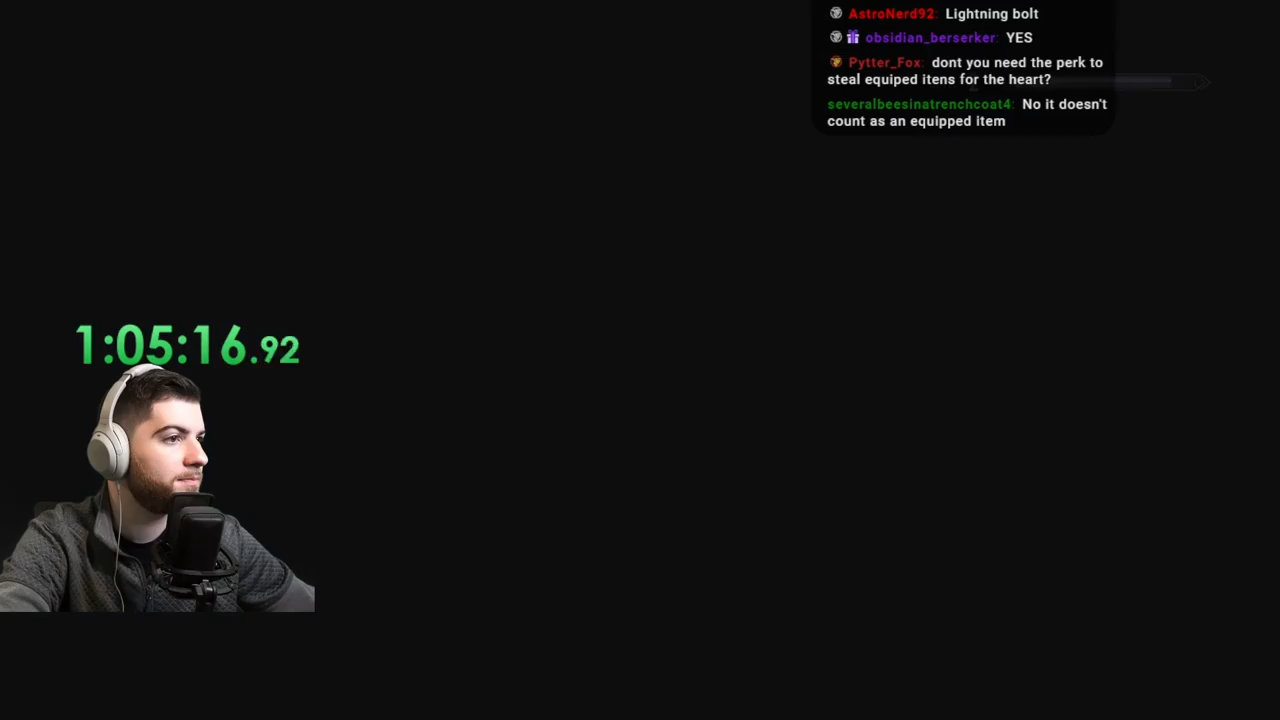 AstroNerd92: Lightning bolt
obsidian_berserker: YES
Pytter_Fox: dont you need the perk to
steal equiped itens for the heart?
severalbeesinatrenchcoat4: No it doesn't
count as an equipped item
1:05:16.92